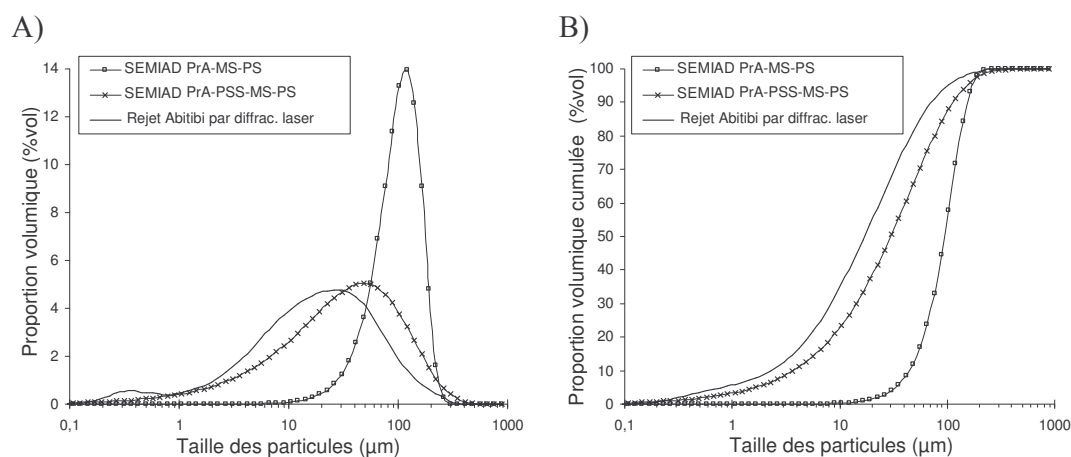 A)
SEMIAD PrA-MS-PS
SEMIAD PrA-PSS-MS-PS
Rejet Abitibi par diffrac. laser
Proportion volumique (%vol)
14
12
10
8
6
4
2
0
0,1
1
10
100
1000
Taille des particules (µm)
B)
SEMIAD PrA-MS-PS
SEMIAD PrA-PSS-MS-PS
Rejet Abitibi par diffrac. laser
Proportion volumique cumulée (%vol)
100
90
80
70
60
50
40
30
20
10
0
0,1
1
10
100
1000
Taille des particules (µm)